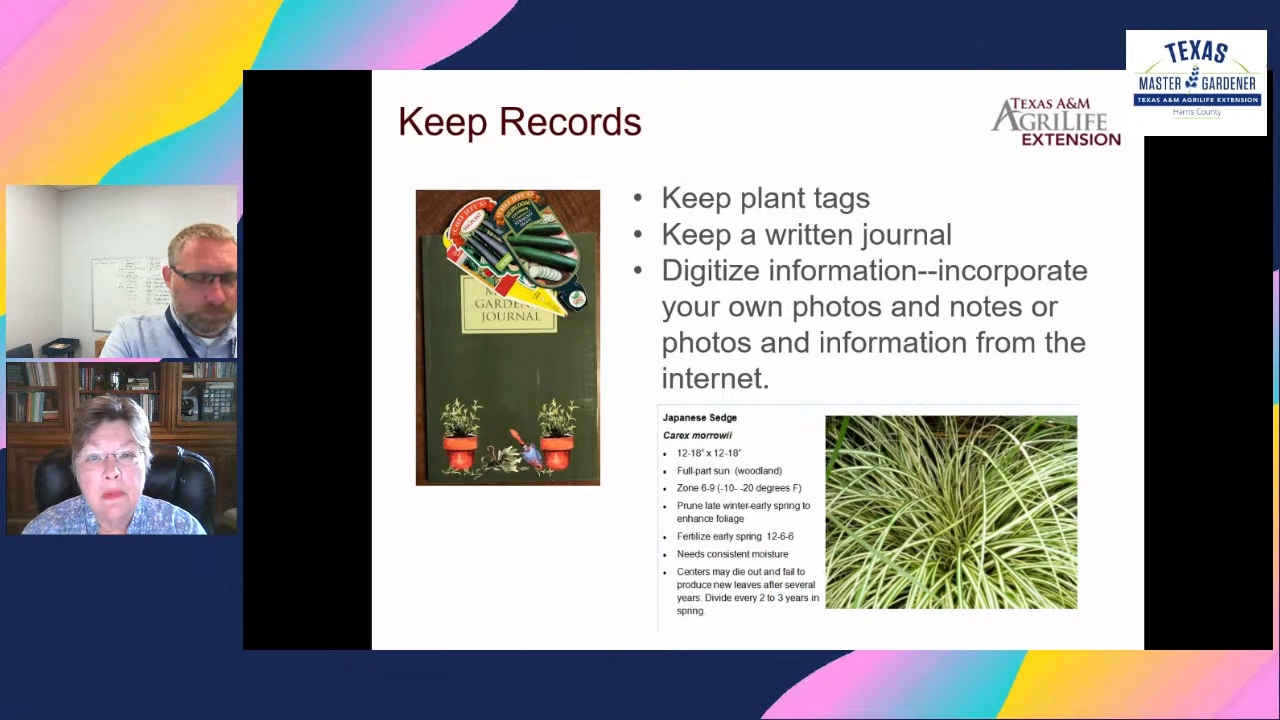 TEXAS
MASTER GARDENER
TEXAS A&M AGRILIFE EXTENSION
Harris County
Keep Records
TEXAS A&M
AGRILIFE
EXTENSION
• Keep plant tags
• Keep a written journal
• Digitize information--incorporate
your own photos and notes or
photos and information from the
internet.
GARDEN
JOURNAL
Japanese Sedge
Carex morrowii
• 12-18" x 12-18"
• Full-part sun (woodland)
• Zone 6-9 (-10- -20 degrees F)
• Prune late winter-early spring to
enhance foliage
• Fertilize early spring 12-6-6
• Needs consistent moisture
• Centers may die out and fail to
produce new leaves after several
years. Divide every 2 to 3 years in
spring.